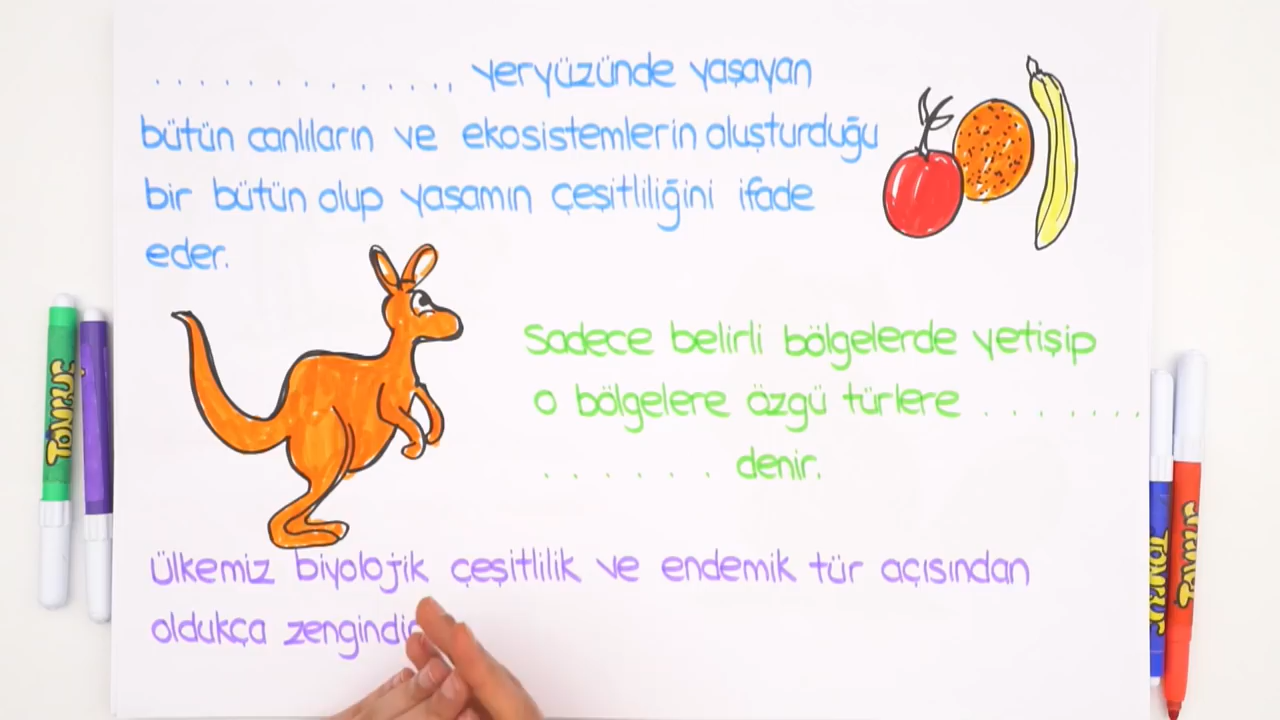 . . . . . . . . . . . . . , yeryüzünde yaşayan
bütün canlıların ve ekosistemlerin oluşturduğu
bir bütün olup yaşamın çeşitliliğini ifade
eder.
Sadece belirli bölgelerde yetişip
o bölgelere özgü türlere . . . . . . .
. . . . . . denir.
Ülkemiz biyolojik çeşitlilik ve endemik tür açısından
oldukça